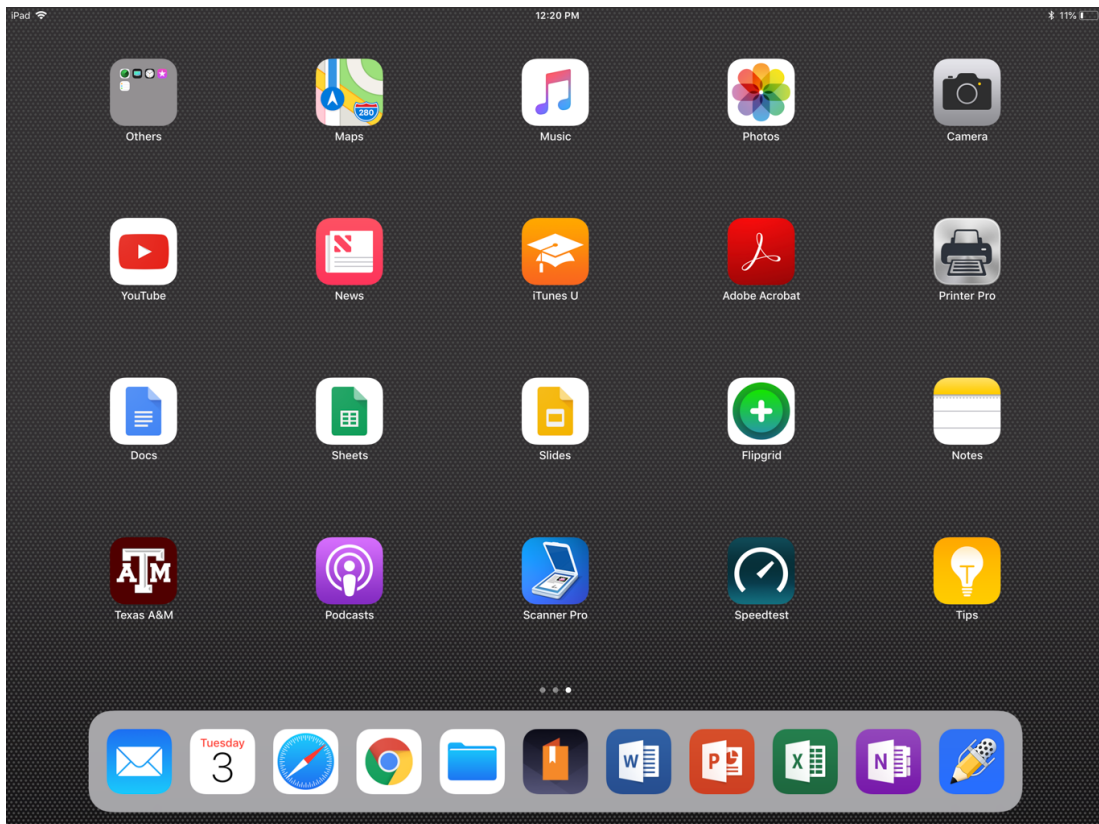 iPad 12:20 PM 11%
Others Maps Music Photos Camera
280
YouTube News iTunes U Adobe Acrobat Printer Pro
Docs Sheets Slides Flipgrid Notes
ATM
T
Texas A&M Podcasts Scanner Pro Speedtest Tips
Tuesday
3
W P X N